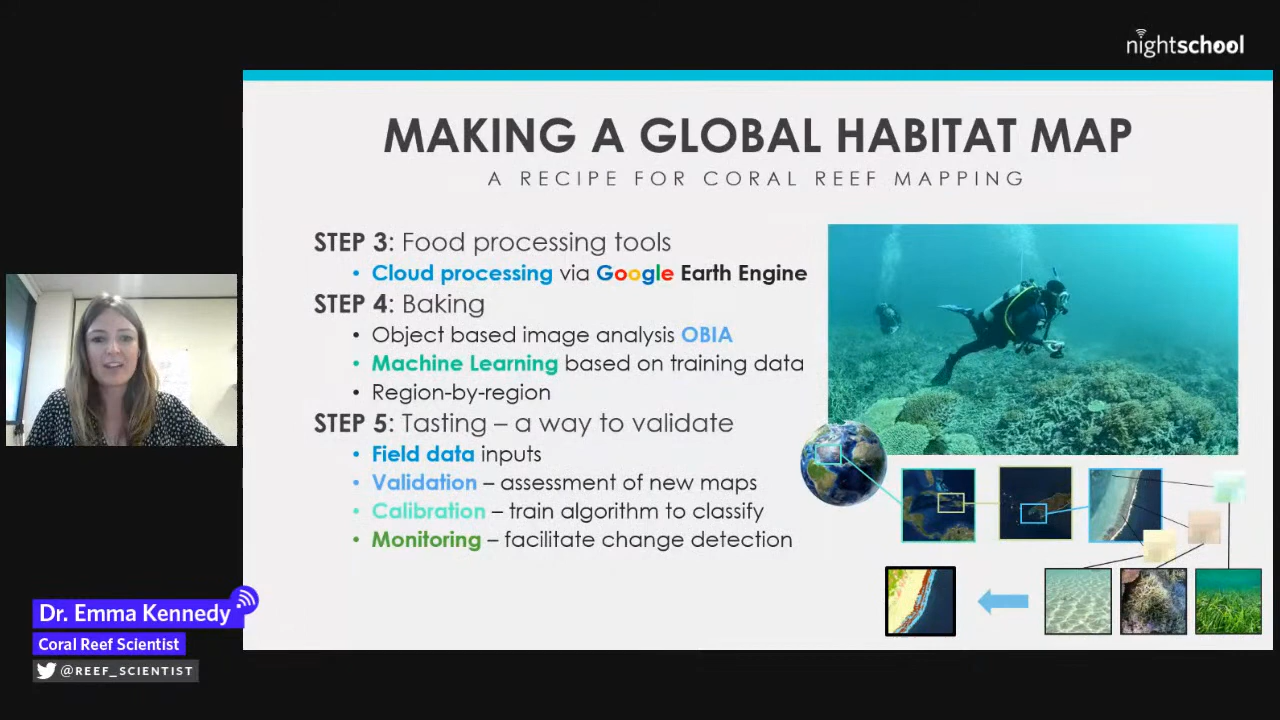 nightschool
MAKING A GLOBAL HABITAT MAP
A RECIPE FOR CORAL REEF MAPPING
STEP 3: Food processing tools
• Cloud processing via Google Earth Engine
STEP 4: Baking
• Object based image analysis OBIA
• Machine Learning based on training data
• Region-by-region
STEP 5: Tasting – a way to validate
• Field data inputs
• Validation – assessment of new maps
• Calibration – train algorithm to classify
• Monitoring – facilitate change detection
Dr. Emma Kennedy
Coral Reef Scientist
@REEF_SCIENTIST